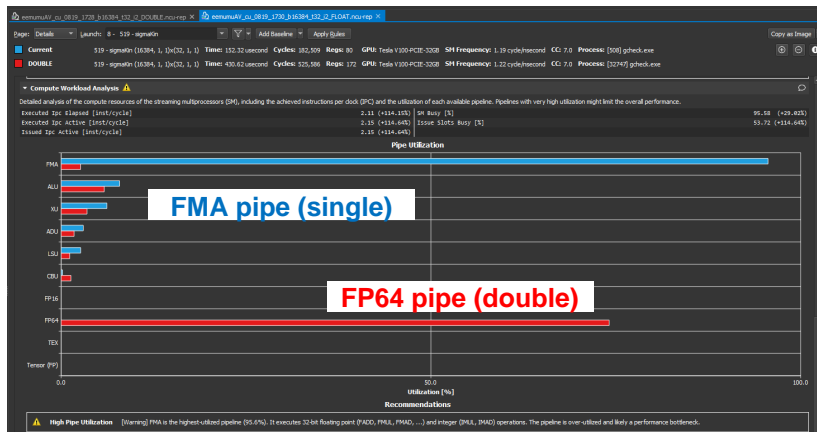 eemumuAV_cu_0819_1728_b16384_t32_i2_DOUBLE.ncu-rep × eemumuAV_cu_0819_1730_b16384_t32_i2_FLOAT.ncu-rep ×
Page: Details Launch: 8 - 519 - sigmaKin Add Baseline Apply Rules Copy as Image
Current 519 - sigmaKin (16384, 1, 1)x(32, 1, 1) Time: 152.32 usecond Cycles: 182,509 Regs: 80 GPU: Tesla V100-PCIE-32GB SM Frequency: 1.19 cycle/nsecond CC: 7.0 Process: [508] gcheck.exe
DOUBLE 519 - sigmaKin (16384, 1, 1)x(32, 1, 1) Time: 430.62 usecond Cycles: 525,586 Regs: 172 GPU: Tesla V100-PCIE-32GB SM Frequency: 1.22 cycle/nsecond CC: 7.0 Process: [32747] gcheck.exe
Compute Workload Analysis
Detailed analysis of the compute resources of the streaming multiprocessors (SM), including the achieved instructions per clock (IPC) and the utilization of each available pipeline. Pipelines with very high utilization might limit the overall performance.
Executed Ipc Elapsed [inst/cycle] 2.11 (+114.15%) SM Busy [%] 95.58 (+29.02%)
Executed Ipc Active [inst/cycle] 2.15 (+114.64%) Issue Slots Busy [%] 53.72 (+114.64%)
Issued Ipc Active [inst/cycle] 2.15 (+114.64%)
Pipe Utilization
FMA
ALU
XU
FMA pipe (single)
ADU
LSU
CBU
FP16
FP64 pipe (double)
FP64
TEX
Tensor (FP)
0.0 50.0 100.0
Utilization [%]
Recommendations
High Pipe Utilization [Warning] FMA is the highest-utilized pipeline (95.6%). It executes 32-bit floating point (FADD, FMUL, FMAD, ...) and integer (IMUL, IMAD) operations. The pipeline is over-utilized and likely a performance bottleneck.